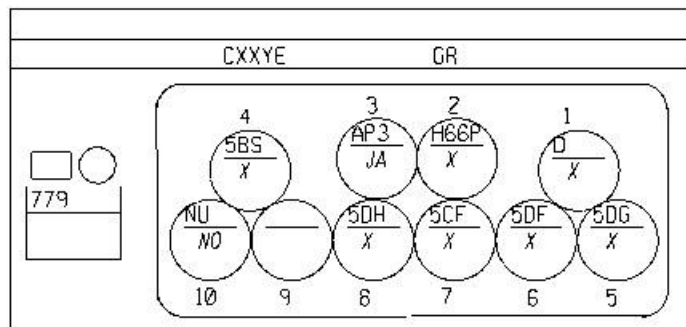 CXXYE GR
4 3 2 1
5BS AP3 H66P D
X JA X X
779
NU 5DH 5CF 5DF 5DG
NO X X X X
10 9 8 7 6 5